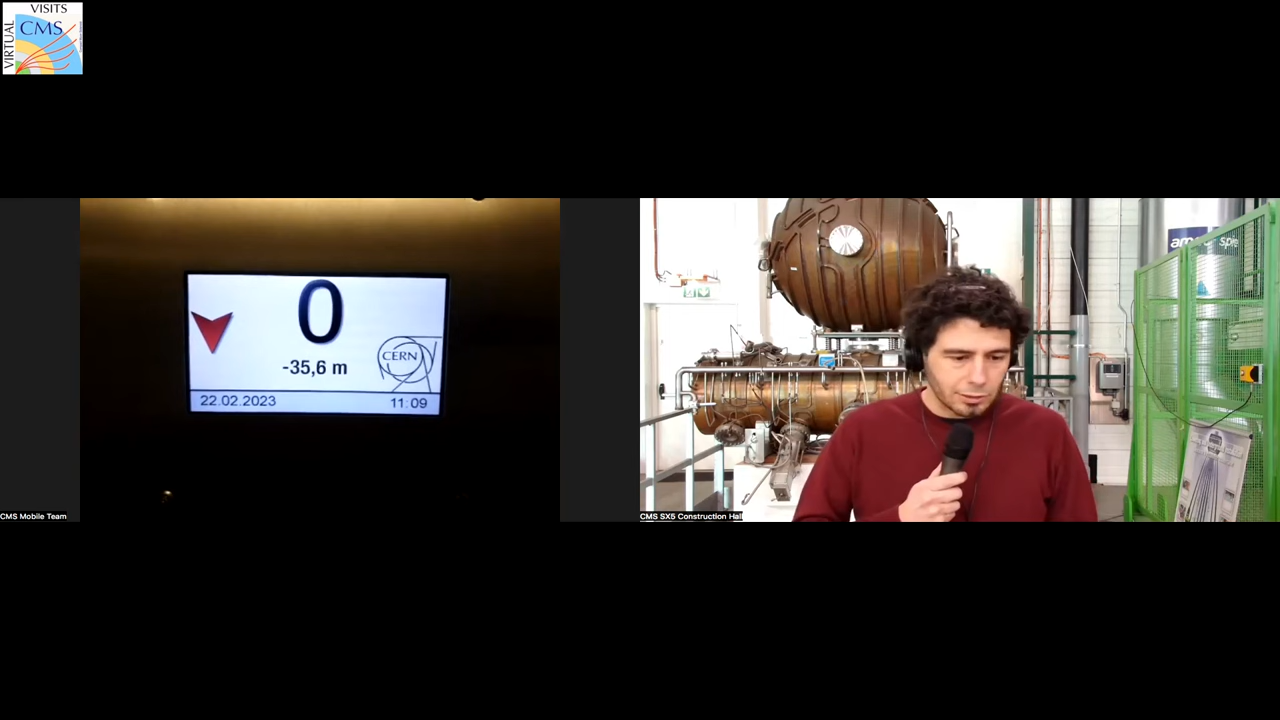 VISITS
CMS
VIRTUAL
0
-35,6 m
CERN
22.02.2023
11:09
CMS Mobile Team
CMS SX5 Construction Hall